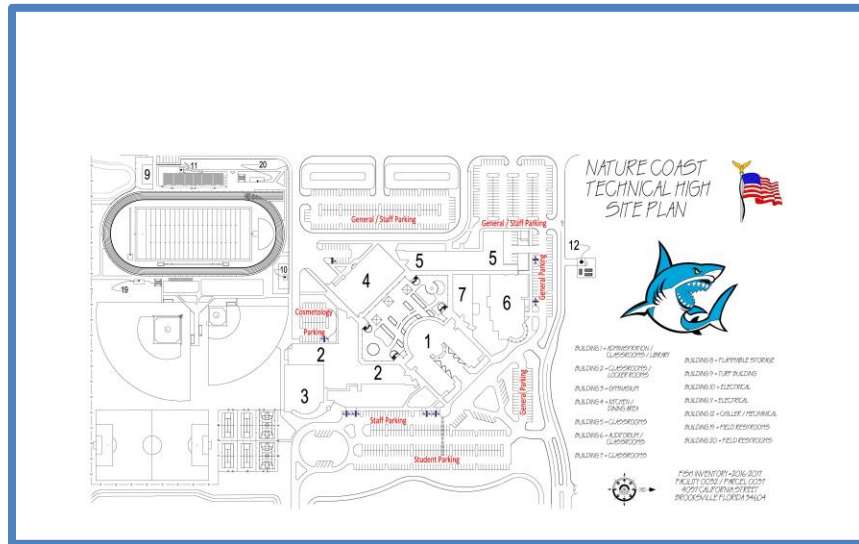 NATURE COAST
TECHNICAL HIGH
SITE PLAN
9
11
20
General / Staff Parking
General / Staff Parking
12
10
19
4
5
5
General Parking
7
6
Cosmetology
Parking
1
2
2
3
General Parking
Staff Parking
Student Parking
BUILDING 1 = ADMINISTRATION /
CLASSROOMS / LIBRARY
BUILDING 2 = CLASSROOMS /
LOCKER ROOMS
BUILDING 3 = GYMNASIUM
BUILDING 4 = KITCHEN /
DINING AREA
BUILDING 5 = CLASSROOMS
BUILDING 6 = AUDITORIUM /
CLASSROOMS
BUILDING 7 = CLASSROOMS
BUILDING 8 = FLAMMABLE STORAGE
BUILDING 9 = TURF BUILDING
BUILDING 10 = ELECTRICAL
BUILDING 11 = ELECTRICAL
BUILDING 12 = CHILLER / MECHANICAL
BUILDING 19 = FIELD RESTROOMS
BUILDING 20 = FIELD RESTROOMS
FISH INVENTORY=2016-2017
FACILITY 0032 / PARCEL 0037
4057 CALIFORNIA STREET
BROOKSVILLE FLORIDA 34604